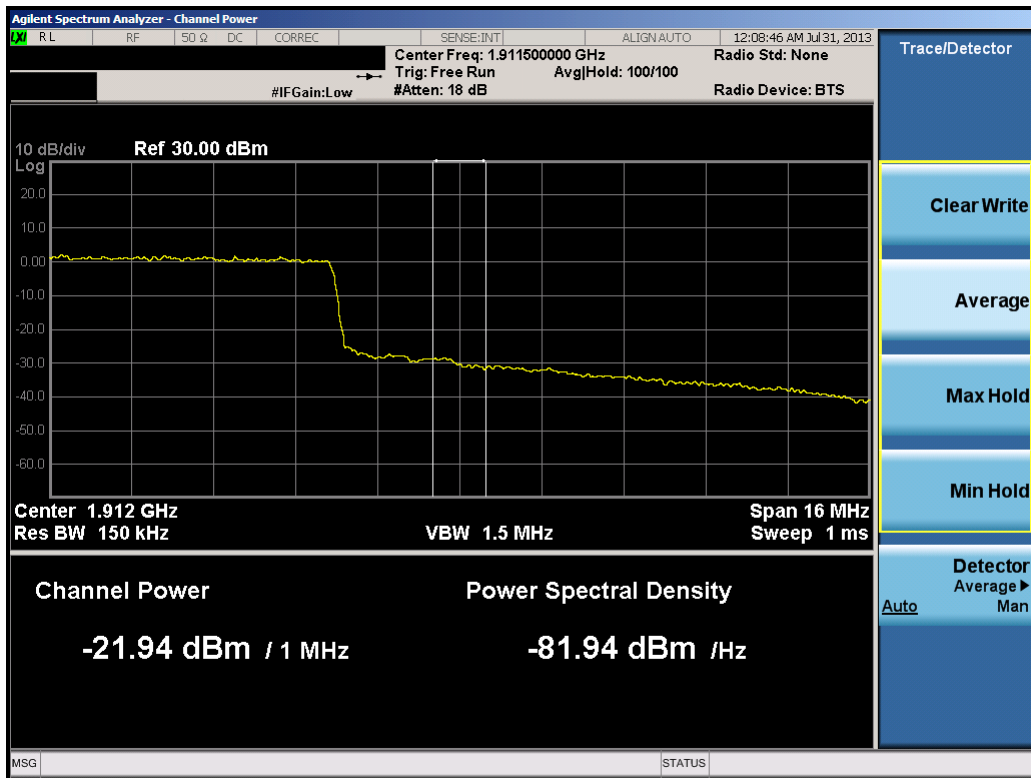 Agilent Spectrum Analyzer - Channel Power
LXI RL RF 50 Ω DC CORREC SENSE:INT ALIGN AUTO 12:08:46 AM Jul 31, 2013
Center Freq: 1.911500000 GHz Radio Std: None
Trig: Free Run Avg|Hold: 100/100
#IFGain:Low #Atten: 18 dB Radio Device: BTS
10 dB/div Ref 30.00 dBm
Log
20.0
10.0
0.00
-10.0
-20.0
-30.0
-40.0
-50.0
-60.0
Center 1.912 GHz Span 16 MHz
Res BW 150 kHz VBW 1.5 MHz Sweep 1 ms
Channel Power Power Spectral Density
-21.94 dBm / 1 MHz -81.94 dBm /Hz
MSG STATUS
Trace/Detector
Clear Write
Average
Max Hold
Min Hold
Detector
Average▶
Auto Man